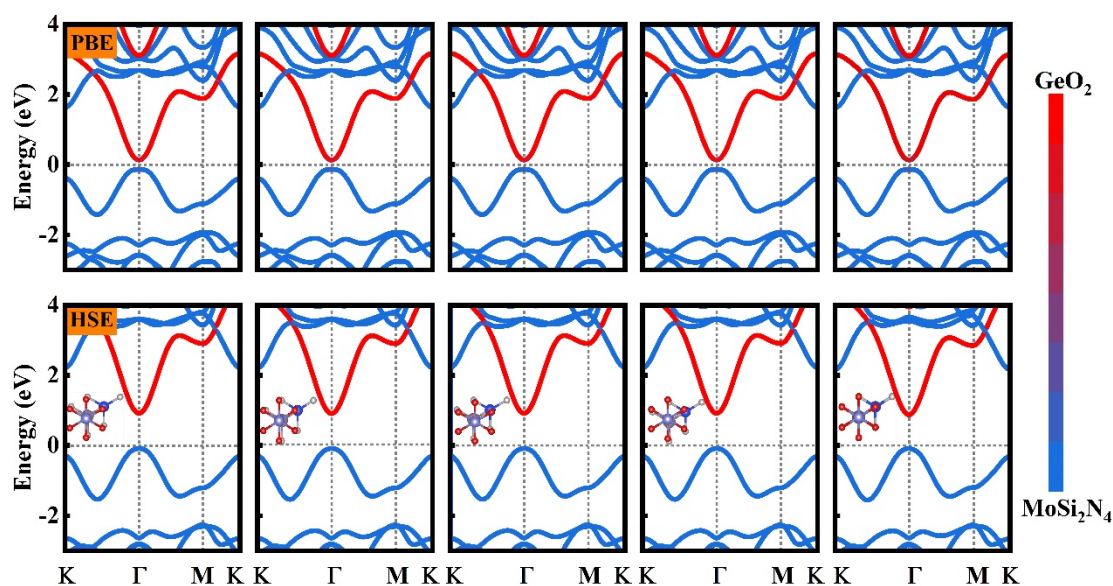 4
PBE
2
0
-2
Energy (eV)
4
HSE
2
0
-2
Energy (eV)
K Γ M K K Γ M K K Γ M K K Γ M K K Γ M K
GeO₂
MoSi₂N₄